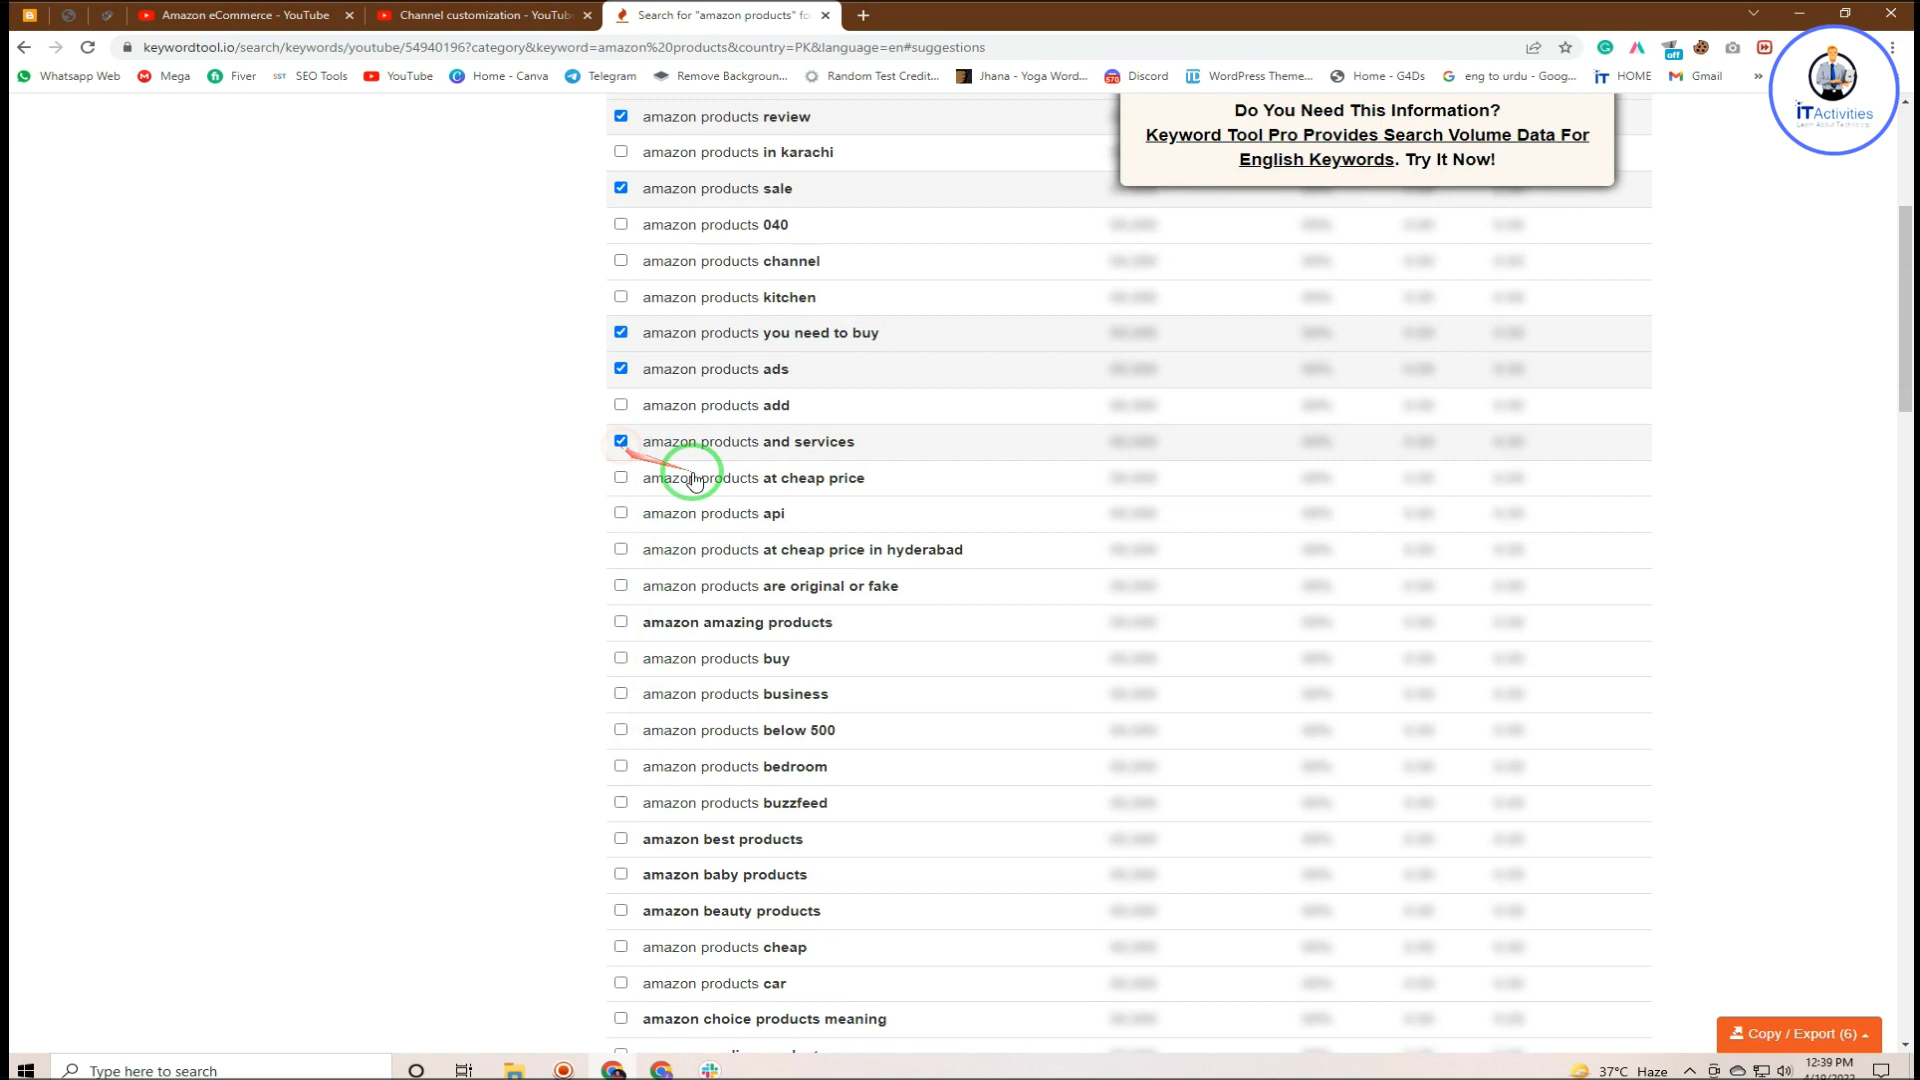 Amazon eCommerce - YouTube
Channel customization - YouTub
Search for "amazon products" fo
keywordtool.io/search/keywords/youtube/54940196?category&keyword=amazon%20products&country=PK&language=en#suggestions
off
Whatsapp Web
Mega
Fiver
SST SEO Tools
YouTube
Home - Canva
Telegram
Remove Backgroun...
Random Test Credit...
Jhana - Yoga Word...
Discord
WordPress Theme...
Home - G4Ds
eng to urdu - Goog...
iT HOME
Gmail
»
iTActivities
Do You Need This Information?
Keyword Tool Pro Provides Search Volume Data For
English Keywords. Try It Now!
amazon products review
amazon products in karachi
amazon products sale
amazon products 040
amazon products channel
amazon products kitchen
amazon products you need to buy
amazon products ads
amazon products add
amazon products and services
amazon products at cheap price
amazon products api
amazon products at cheap price in hyderabad
amazon products are original or fake
amazon amazing products
amazon products buy
amazon products business
amazon products below 500
amazon products bedroom
amazon products buzzfeed
amazon best products
amazon baby products
amazon beauty products
amazon products cheap
amazon products car
amazon choice products meaning
Copy / Export (6)
Type here to search
37°C Haze
12:39 PM